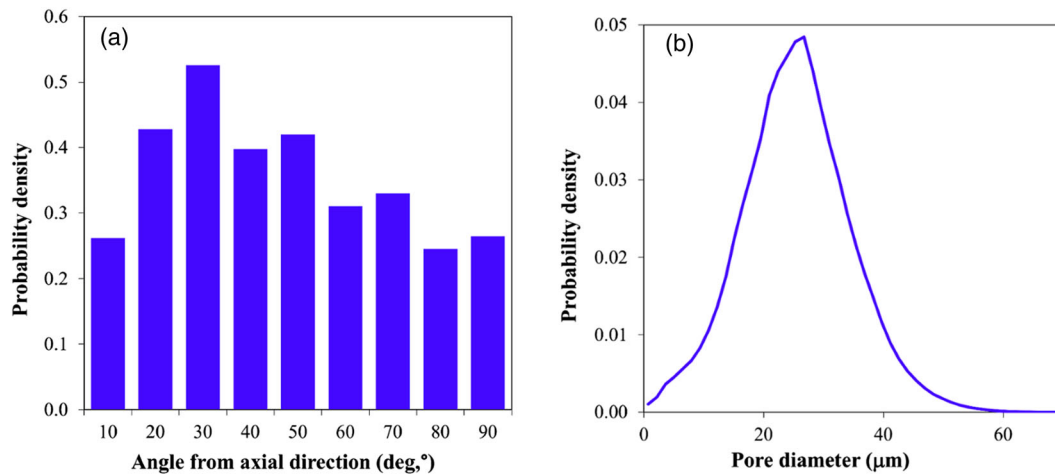 (a)
Probability density
0.6
0.5
0.4
0.3
0.2
0.1
0.0
10 20 30 40 50 60 70 80 90
Angle from axial direction (deg,°)
(b)
Probability density
0.05
0.04
0.03
0.02
0.01
0.00
0 20 40 60
Pore diameter (μm)